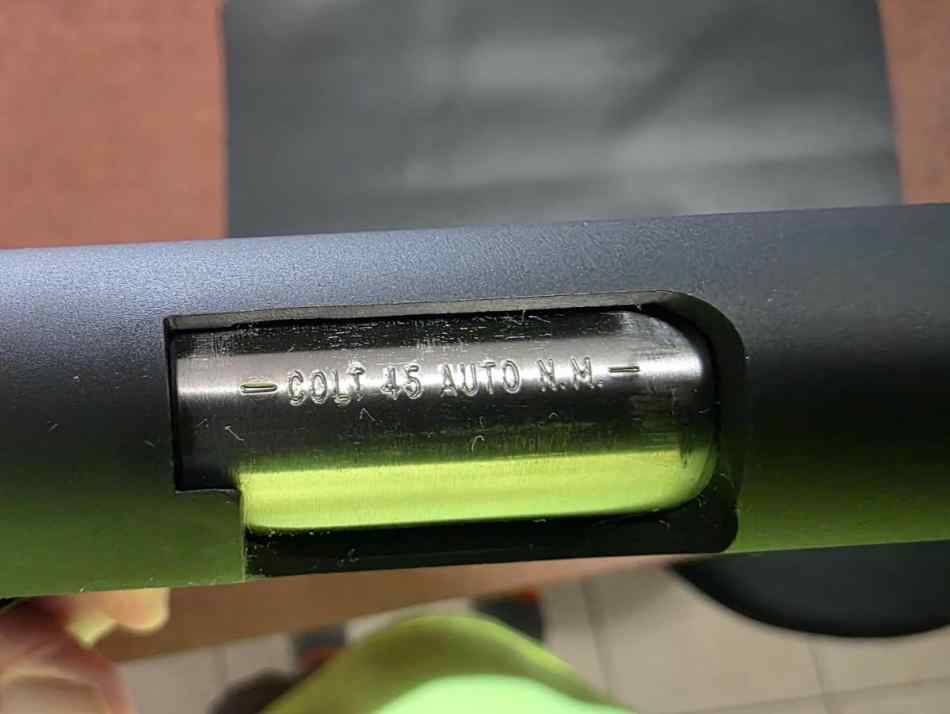 – COLT 45 AUTO N.M. –